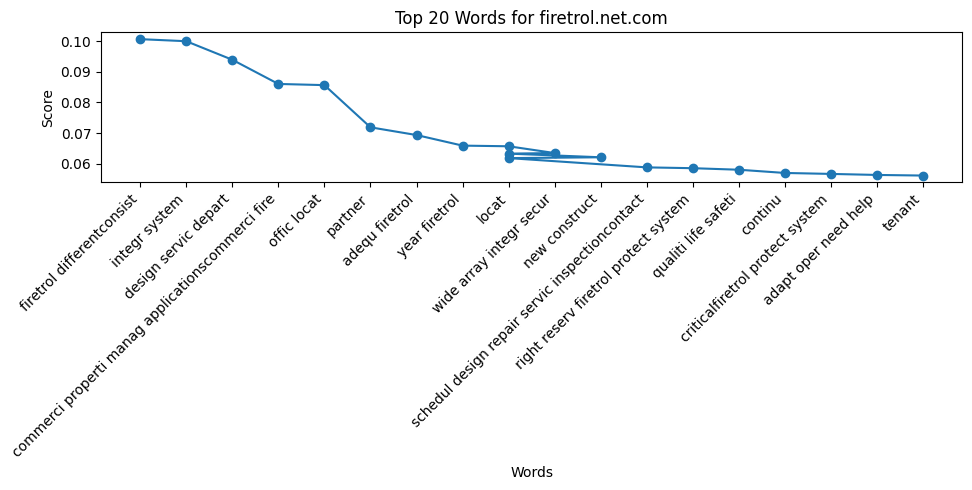 Top 20 Words for firetrol.net.com
Score
0.10
0.09
0.08
0.07
0.06
firetrol differentconsist
integr system
design servic depart
commerci properti manag applicationscommerci fire
offic locat
partner
adequ firetrol
year firetrol
locat
wide array integr secur
new construct
schedul design repair servic inspectioncontact
right reserv firetrol protect system
qualiti life safeti
continu
criticalfiretrol protect system
adapt oper need help
tenant
Words